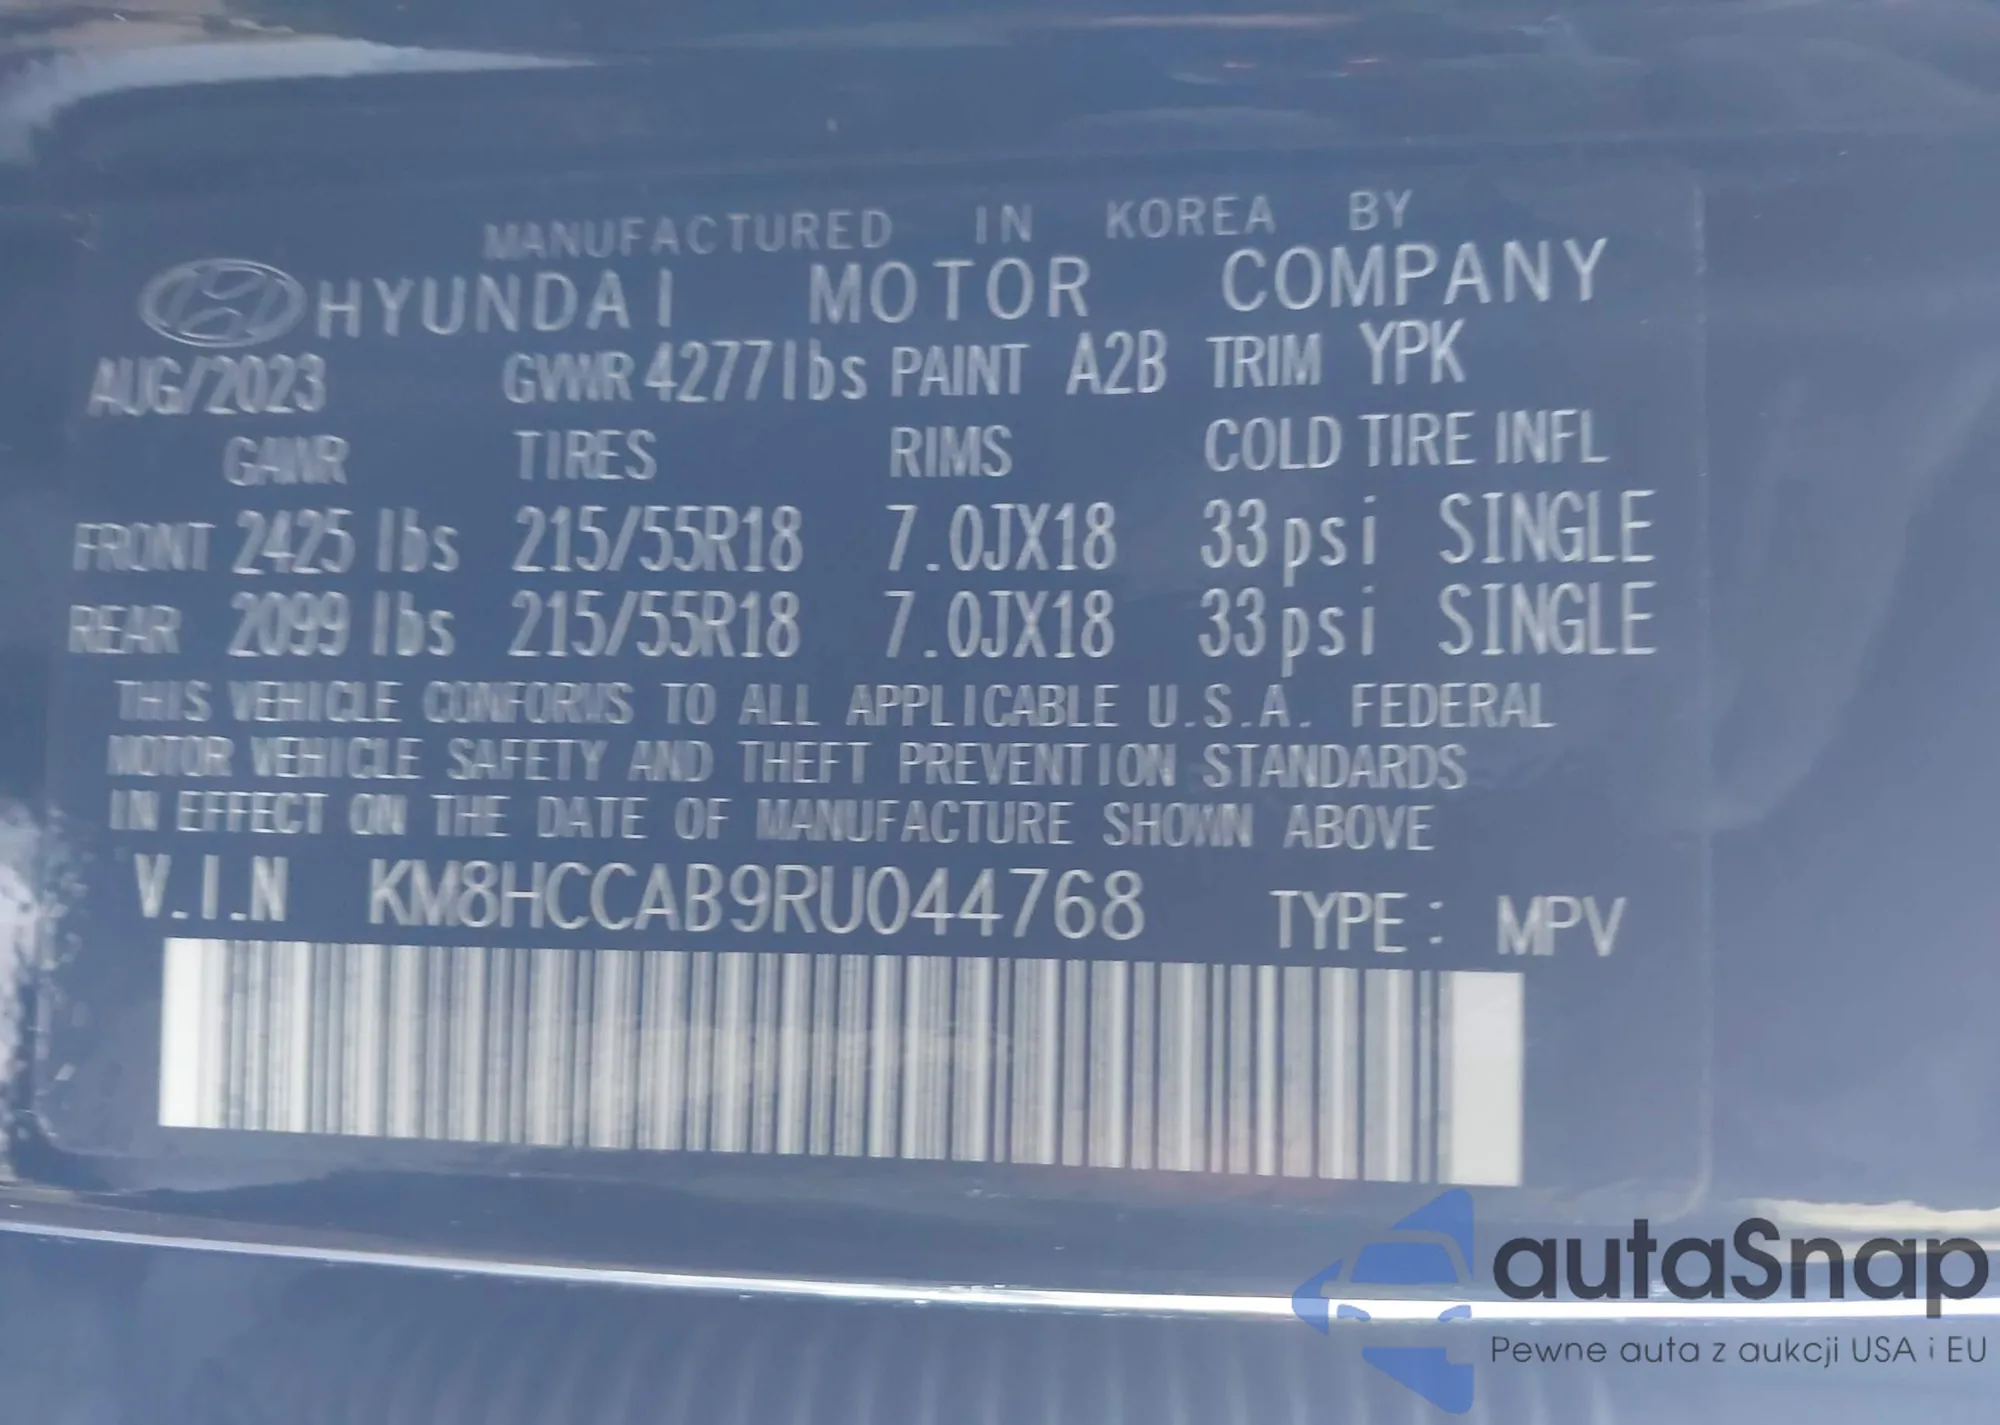 MANUFACTURED IN KOREA BY
HYUNDAI MOTOR COMPANY
AUG/2023 GVWR 4277lbs PAINT A2B TRIM YPK
GAWR TIRES RIMS COLD TIRE INFL
FRONT 2425 lbs 215/55R18 7.0JX18 33psi SINGLE
REAR 2099 lbs 215/55R18 7.0JX18 33psi SINGLE
THIS VEHICLE CONFORMS TO ALL APPLICABLE U.S.A. FEDERAL
MOTOR VEHICLE SAFETY AND THEFT PREVENTION STANDARDS
IN EFFECT ON THE DATE OF MANUFACTURE SHOWN ABOVE
V.I.N KM8HCCAB9RU044768 TYPE: MPV
autaSnap
Pewne auta z aukcji USA i EU